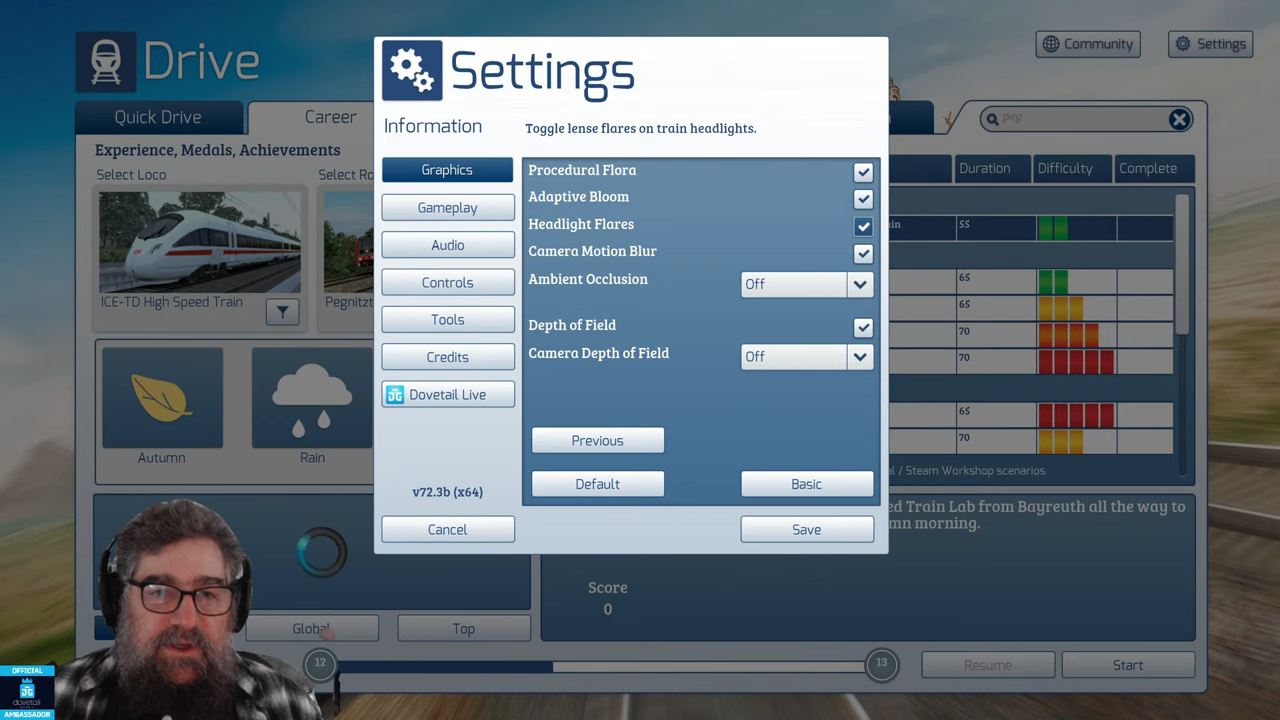 Drive
Community
Settings
Quick Drive
Career
peg
Experience, Medals, Achievements
Select Loco
Select Ro
Duration
Difficulty
Complete
ICE-TD High Speed Train
Pegnitzt
in
55
65
65
70
70
65
70
Autumn
Rain
al / Steam Workshop scenarios
ed Train Lab from Bayreuth all the way to
mn morning.
Score
0
Global
Top
12
13
Resume
Start
Settings
Information
Toggle lense flares on train headlights.
Graphics
Gameplay
Audio
Controls
Tools
Credits
Dovetail Live
v72.3b (x64)
Cancel
Procedural Flora
Adaptive Bloom
Headlight Flares
Camera Motion Blur
Ambient Occlusion
Off
Depth of Field
Camera Depth of Field
Off
Previous
Default
Basic
Save
OFFICIAL
dovetail
AMBASSADOR